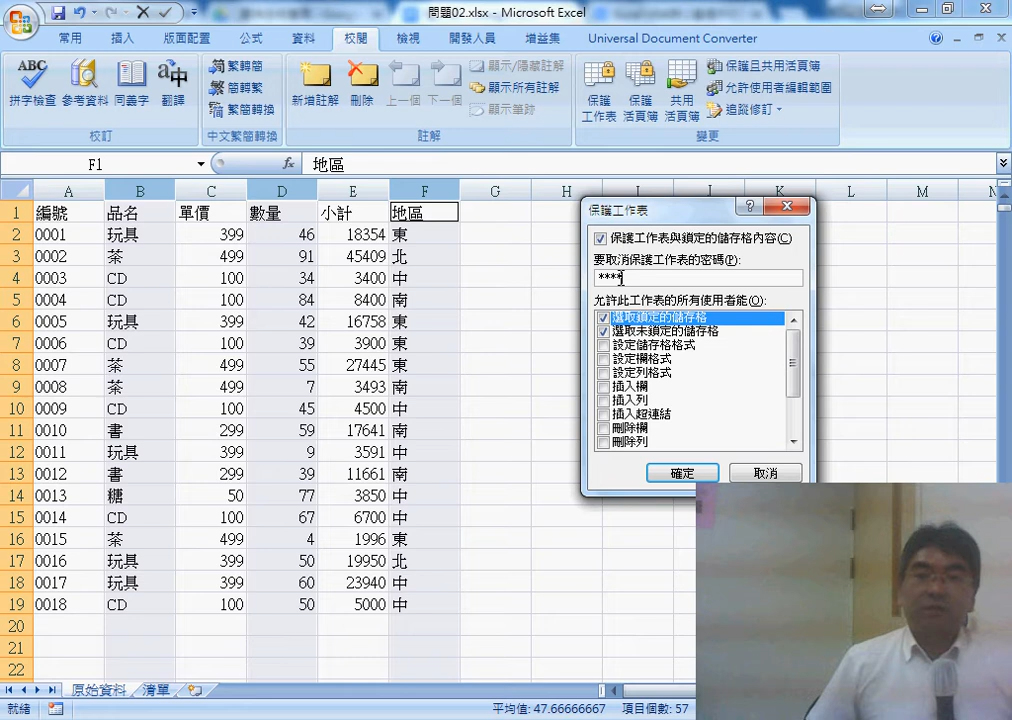 問題02.xlsx - Microsoft Excel
常用 插入 版面配置 公式 資料 校閱 檢視 開發人員 增益集 Universal Document Converter
ABC 繁轉簡 顯示/隱藏註解 保護且共用活頁簿
簡轉繁 顯示所有註解 允許使用者編輯範圍
拼字檢查 參考資料 同義字 翻譯 繁簡轉換 新增註解 刪除 上一個 下一個 顯示筆跡 保護工作表 保護活頁簿 共用活頁簿 追蹤修訂
校訂 中文繁簡轉換 註解 變更
F1 fx 地區
A B C D E F G H I J K L M N
1 編號 品名 單價 數量 小計 地區
2 0001 玩具 399 46 18354 東
3 0002 茶 499 91 45409 北
4 0003 CD 100 34 3400 中
5 0004 CD 100 84 8400 南
6 0005 玩具 399 42 16758 東
7 0006 CD 100 39 3900 東
8 0007 茶 499 55 27445 東
9 0008 茶 499 7 3493 南
10 0009 CD 100 45 4500 中
11 0010 書 299 59 17641 南
12 0011 玩具 399 9 3591 中
13 0012 書 299 39 11661 南
14 0013 糖 50 77 3850 中
15 0014 CD 100 67 6700 中
16 0015 茶 499 4 1996 東
17 0016 玩具 399 50 19950 北
18 0017 玩具 399 60 23940 中
19 0018 CD 100 50 5000 中
20
21
22
保護工作表
保護工作表與鎖定的儲存格內容(C)
要取消保護工作表的密碼(P):
****
允許此工作表的所有使用者能(O):
選取鎖定的儲存格
選取未鎖定的儲存格
設定儲存格格式
設定欄格式
設定列格式
插入欄
插入列
插入超連結
刪除欄
刪除列
確定 取消
原始資料 清單
就緒 平均值: 47.66666667 項目個數: 57